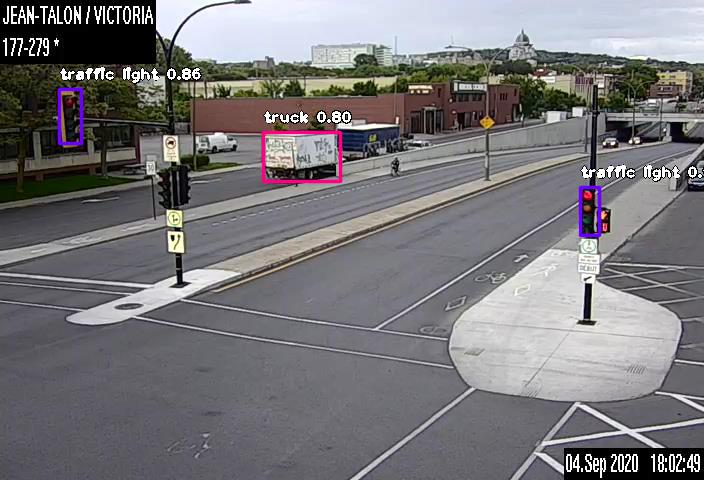 JEAN-TALON / VICTORIA
177-279 *
traffic light 0.86
truck 0.80
traffic light 0.
DÉBUT
04.Sep 2020 18:02:49